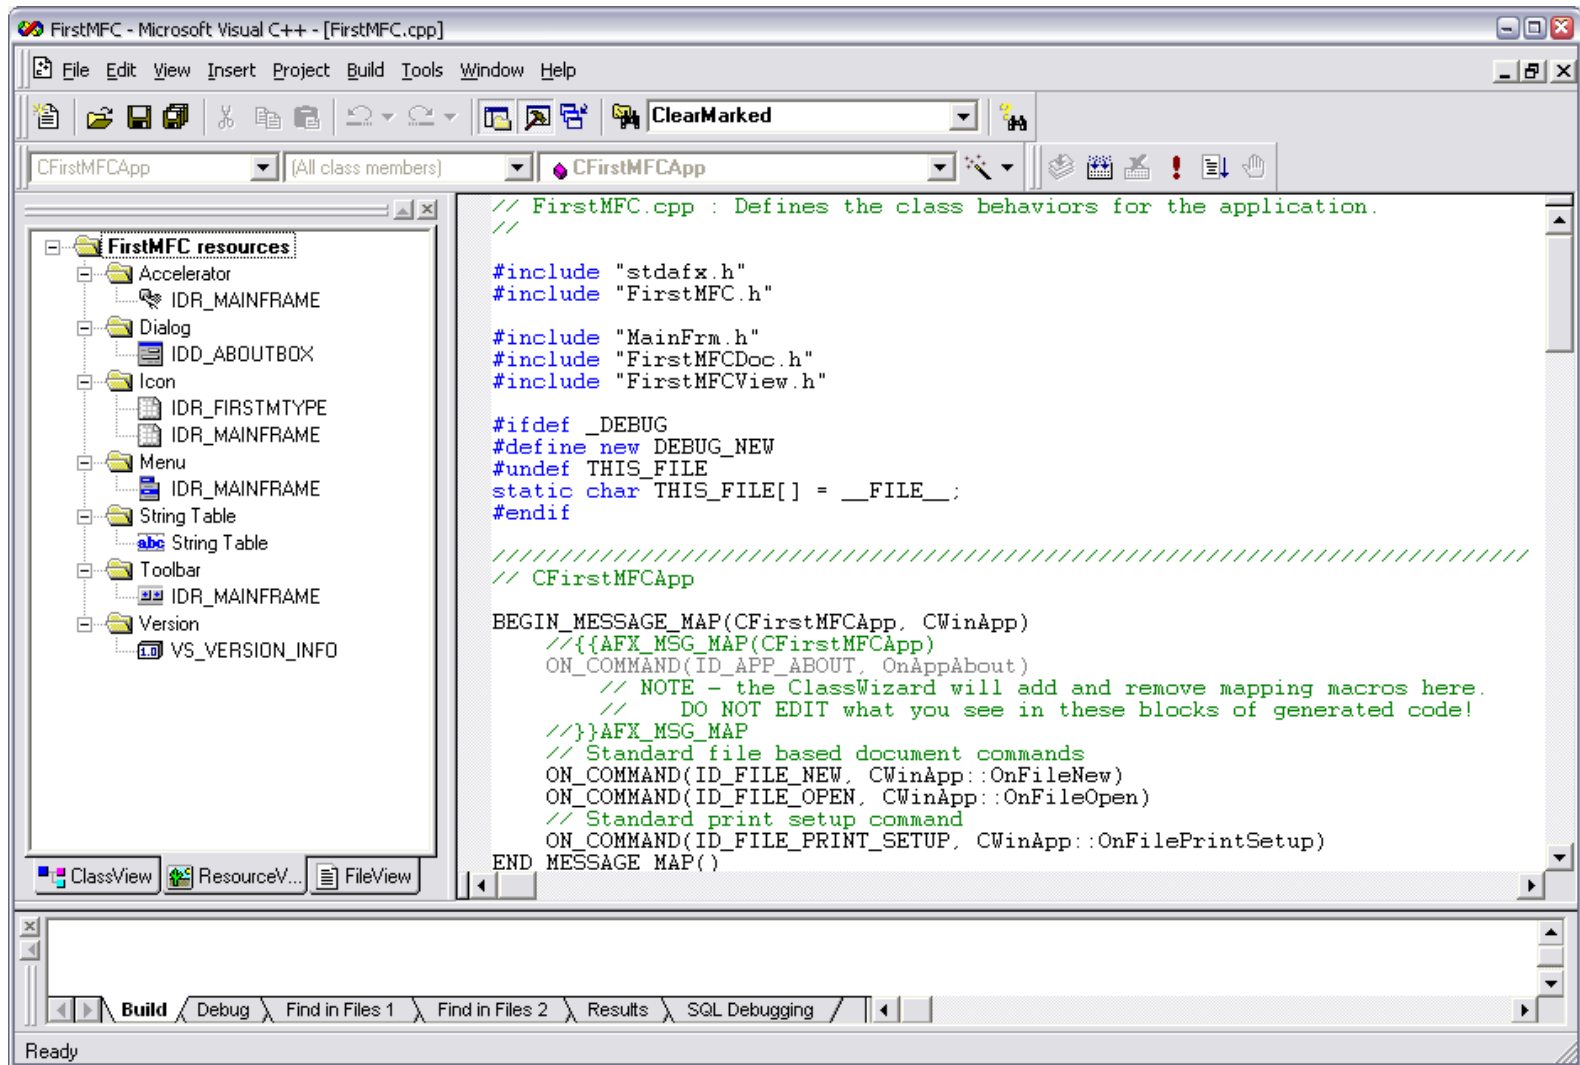 FirstMFC - Microsoft Visual C++ - [FirstMFC.cpp]
File Edit View Insert Project Build Tools Window Help
ClearMarked
CFirstMFCApp (All class members) CFirstMFCApp
FirstMFC resources
Accelerator
IDR_MAINFRAME
Dialog
IDD_ABOUTBOX
Icon
IDR_FIRSTMTYPE
IDR_MAINFRAME
Menu
IDR_MAINFRAME
String Table
abc String Table
Toolbar
IDR_MAINFRAME
Version
1.0 VS_VERSION_INFO
ClassView ResourceV... FileView
// FirstMFC.cpp : Defines the class behaviors for the application.
//
#include "stdafx.h"
#include "FirstMFC.h"
#include "MainFrm.h"
#include "FirstMFCDoc.h"
#include "FirstMFCView.h"
#ifdef _DEBUG
#define new DEBUG_NEW
#undef THIS_FILE
static char THIS_FILE[] = __FILE__;
#endif
/////////////////////////////////////////////////////////////////////////////
// CFirstMFCApp
BEGIN_MESSAGE_MAP(CFirstMFCApp, CWinApp)
//{{AFX_MSG_MAP(CFirstMFCApp)
ON_COMMAND(ID_APP_ABOUT, OnAppAbout)
// NOTE - the ClassWizard will add and remove mapping macros here.
//    DO NOT EDIT what you see in these blocks of generated code!
//}}AFX_MSG_MAP
// Standard file based document commands
ON_COMMAND(ID_FILE_NEW, CWinApp::OnFileNew)
ON_COMMAND(ID_FILE_OPEN, CWinApp::OnFileOpen)
// Standard print setup command
ON_COMMAND(ID_FILE_PRINT_SETUP, CWinApp::OnFilePrintSetup)
END_MESSAGE_MAP()
Build Debug Find in Files 1 Find in Files 2 Results SQL Debugging
Ready